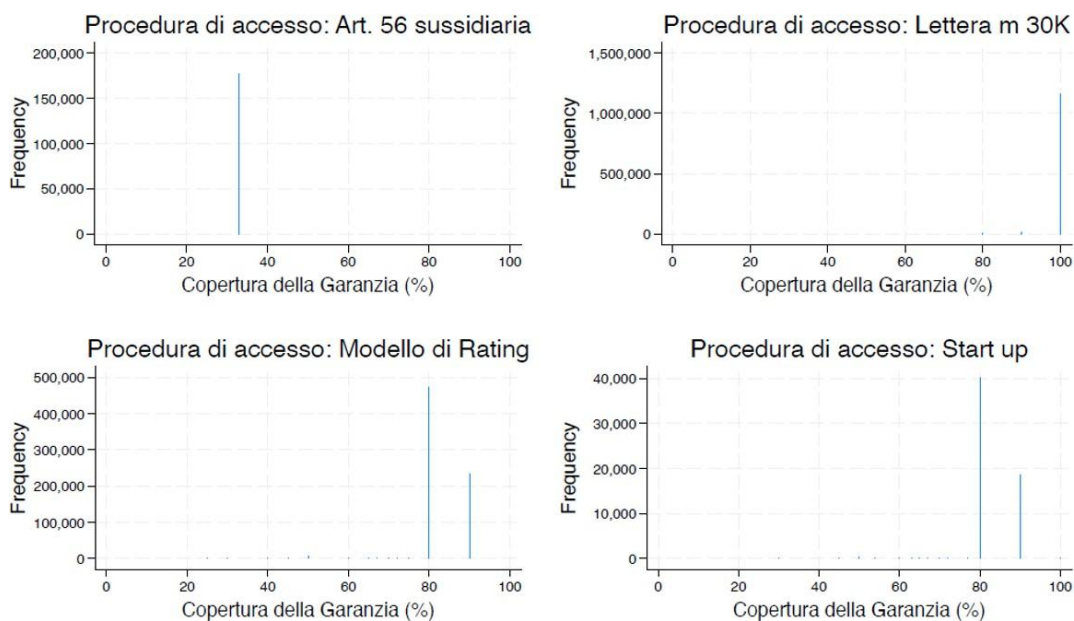 Procedura di accesso: Art. 56 sussidiaria
200,000
150,000
100,000
50,000
0
Frequency
0 20 40 60 80 100
Copertura della Garanzia (%)
Procedura di accesso: Lettera m 30K
1,500,000
1,000,000
500,000
0
Frequency
0 20 40 60 80 100
Copertura della Garanzia (%)
Procedura di accesso: Modello di Rating
500,000
400,000
300,000
200,000
100,000
0
Frequency
0 20 40 60 80 100
Copertura della Garanzia (%)
Procedura di accesso: Start up
40,000
30,000
20,000
10,000
0
Frequency
0 20 40 60 80 100
Copertura della Garanzia (%)